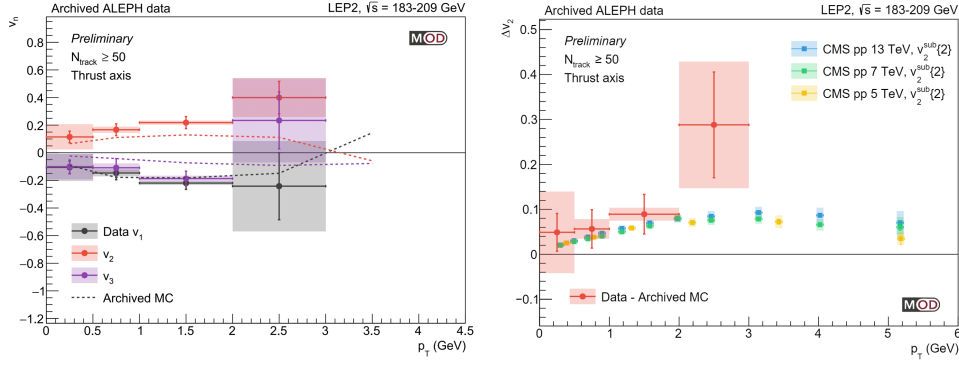 Archived ALEPH data LEP2, √s = 183-209 GeV
v_n
Preliminary
MOD
N_track ≥ 50
Thrust axis
0.8
0.6
0.4
0.2
0
−0.2
−0.4
−0.6
−0.8
−1
−1.2
Data v_1
v_2
v_3
Archived MC
0 0.5 1 1.5 2 2.5 3 3.5 4 4.5
p_T (GeV)
Archived ALEPH data LEP2, √s = 183-209 GeV
Δv_2
Preliminary
N_track ≥ 50
Thrust axis
CMS pp 13 TeV, v_2^sub{2}
CMS pp 7 TeV, v_2^sub{2}
CMS pp 5 TeV, v_2^sub{2}
0.5
0.4
0.3
0.2
0.1
0
−0.1
Data - Archived MC
MOD
0 1 2 3 4 5 6
p_T (GeV)